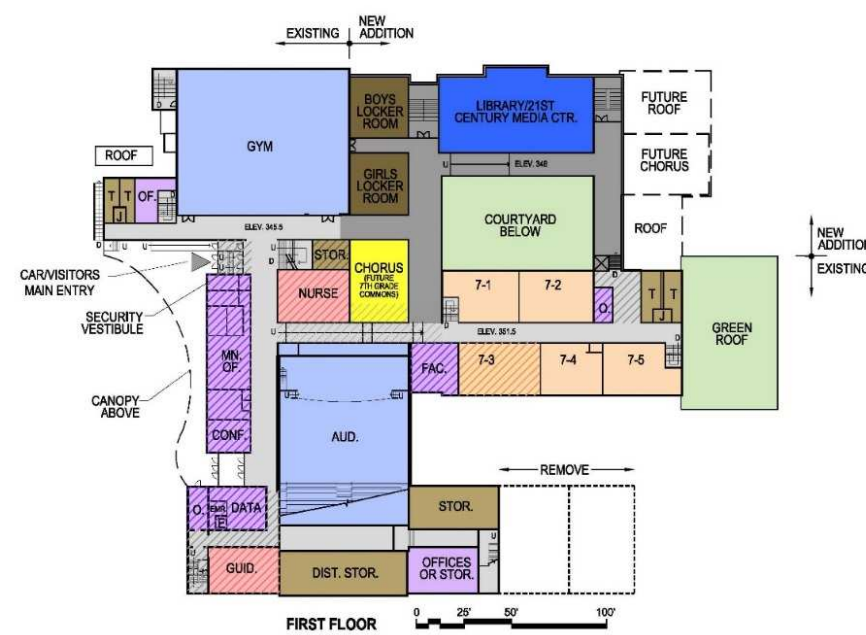 NEW
EXISTING
ADDITION
BOYS
LOCKER
ROOM
LIBRARY/21ST
CENTURY MEDIA CTR.
FUTURE
ROOF
GYM
D
ROOF
GIRLS
LOCKER
ROOM
U
ELEV. 348
FUTURE
CHORUS
T T OF.
J
ELEV. 345.5
COURTYARD
BELOW
ROOF
NEW
ADDITION
EXISTING
D U
U
CAR/VISITORS
MAIN ENTRY
U
D
STOR.
CHORUS
(FUTURE
7TH GRADE
COMMONS)
D
SECURITY
VESTIBULE
NURSE
7-1
7-2
O.
T T
J
GREEN
ROOF
U
ELEV. 351.5
MN.
OF.
FAC.
7-3
7-4
7-5
CANOPY
ABOVE
AUD.
CONF.
REMOVE
O.
EMR.
E
DATA
STOR.
GUID.
DIST. STOR.
OFFICES
OR STOR.
FIRST FLOOR
0 25' 50' 100'